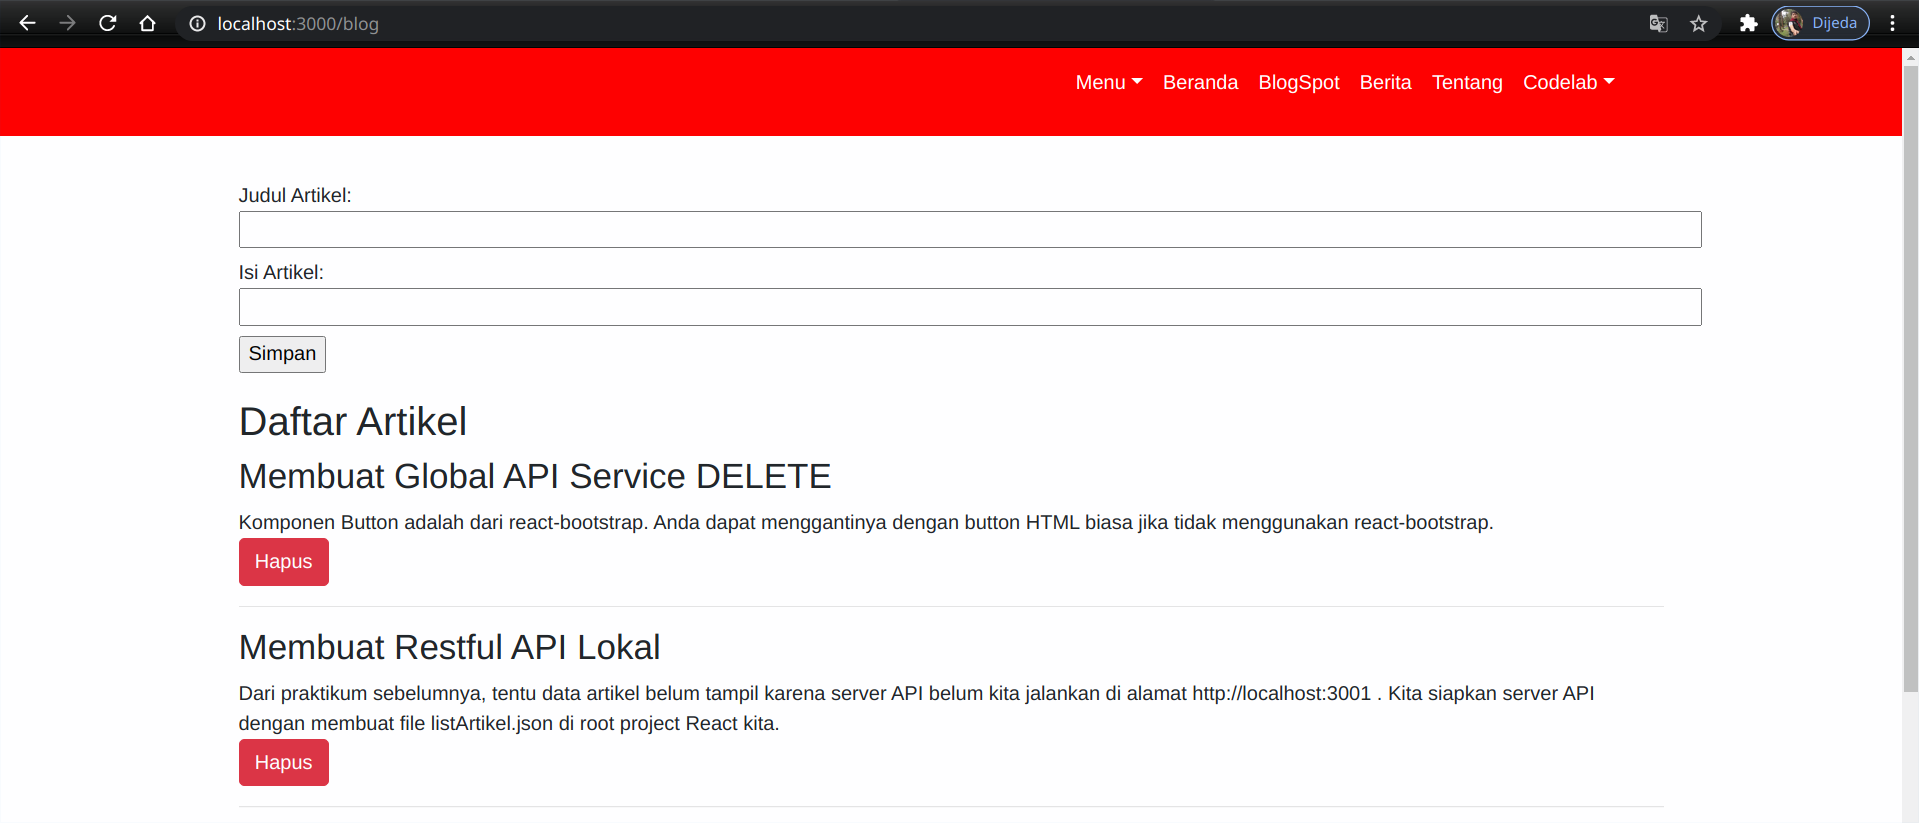 localhost:3000/blog
Dijeda
Menu Beranda BlogSpot Berita Tentang Codelab
Judul Artikel:
Isi Artikel:
Simpan
Daftar Artikel
Membuat Global API Service DELETE
Komponen Button adalah dari react-bootstrap. Anda dapat menggantinya dengan button HTML biasa jika tidak menggunakan react-bootstrap.
Hapus
Membuat Restful API Lokal
Dari praktikum sebelumnya, tentu data artikel belum tampil karena server API belum kita jalankan di alamat http://localhost:3001 . Kita siapkan server API
dengan membuat file listArtikel.json di root project React kita.
Hapus